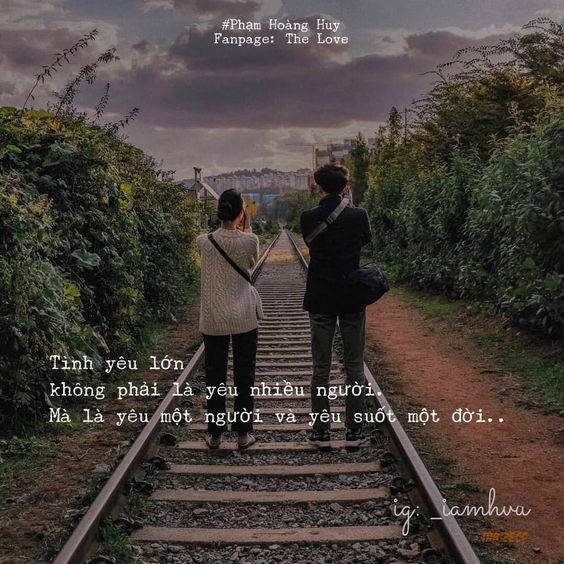 #Phạm Hoàng Huy
Fanpage: The Love
Tình yêu lớn
không phải là yêu nhiều người.
Mà là yêu một người và yêu suốt một đời..
ig: _iamhva